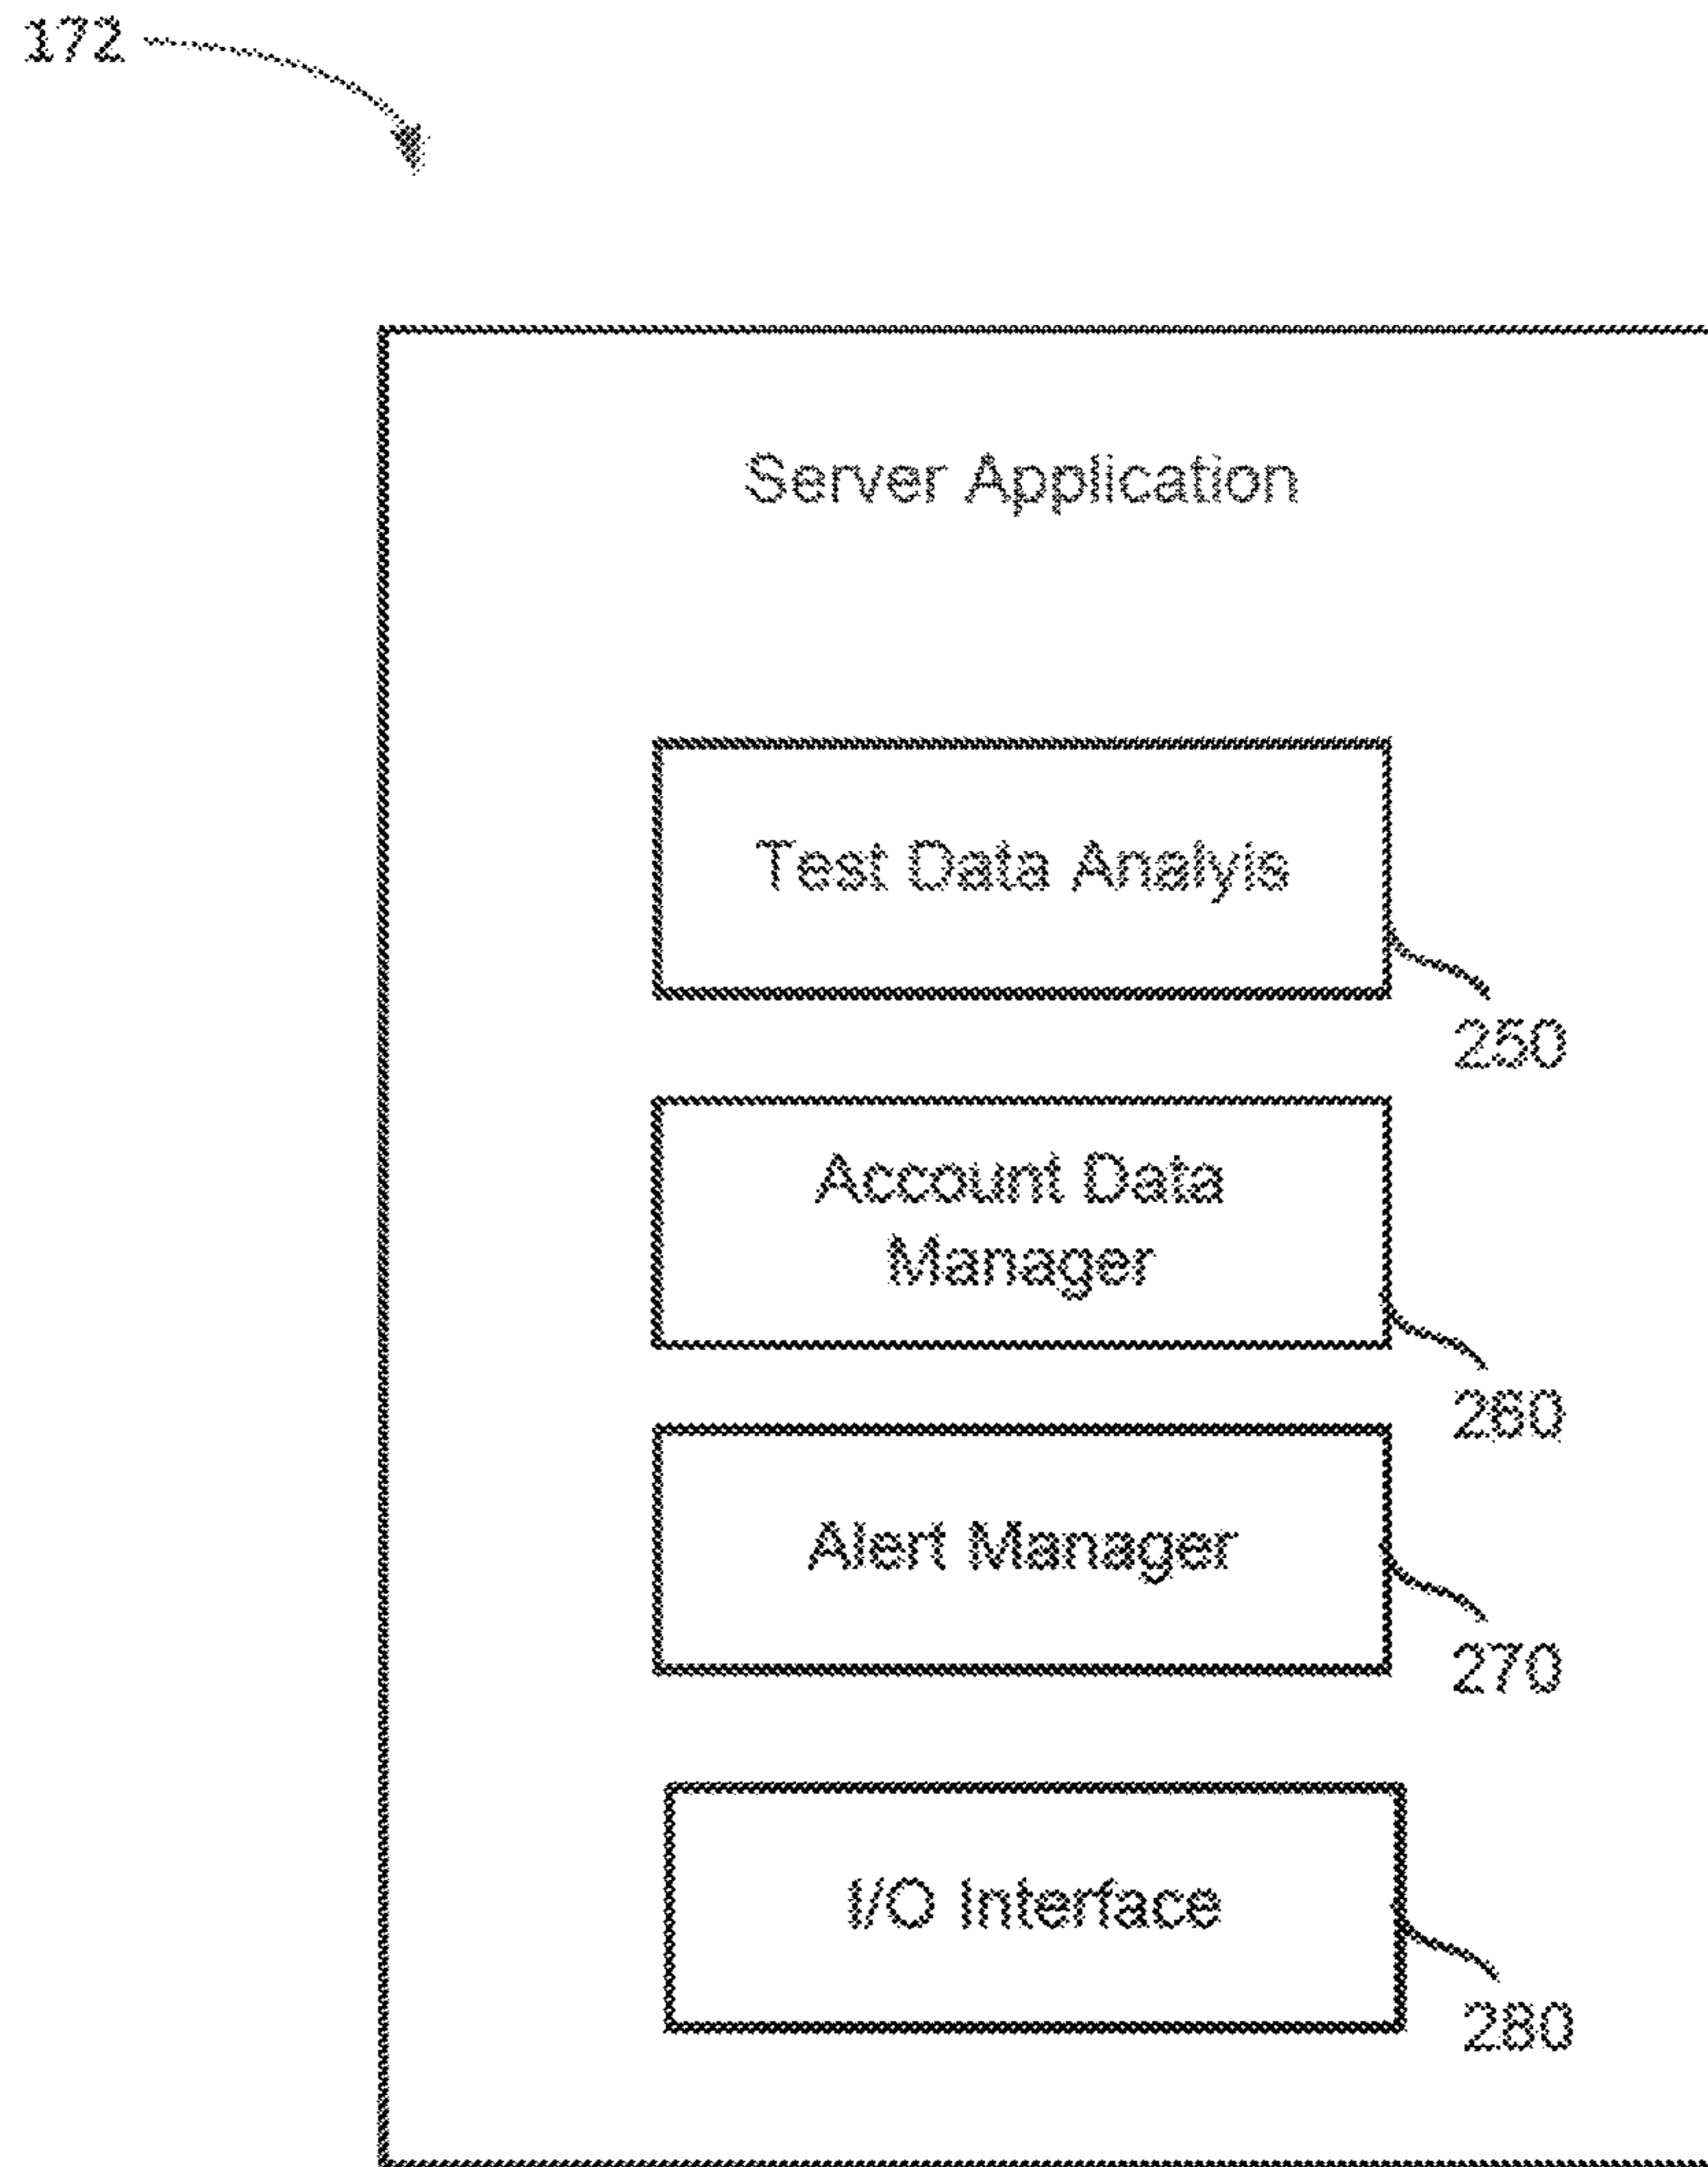 172
Server Application
Test Data Analyis
250
Account Data
Manager
260
Alert Manager
270
I/O Interface
280